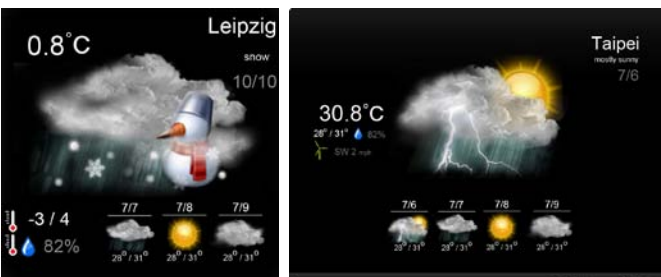 Leipzig
0.8°C
snow
10/10
-3 / 4
82%
7/7 7/8 7/9
28°/31° 28°/31° 28°/31°
Taipei
mostly sunny
7/6
30.8°C
28°/31° 82%
SW 2 mph
7/6 7/7 7/8 7/9
28°/31° 28°/31° 28°/31° 28°/31°